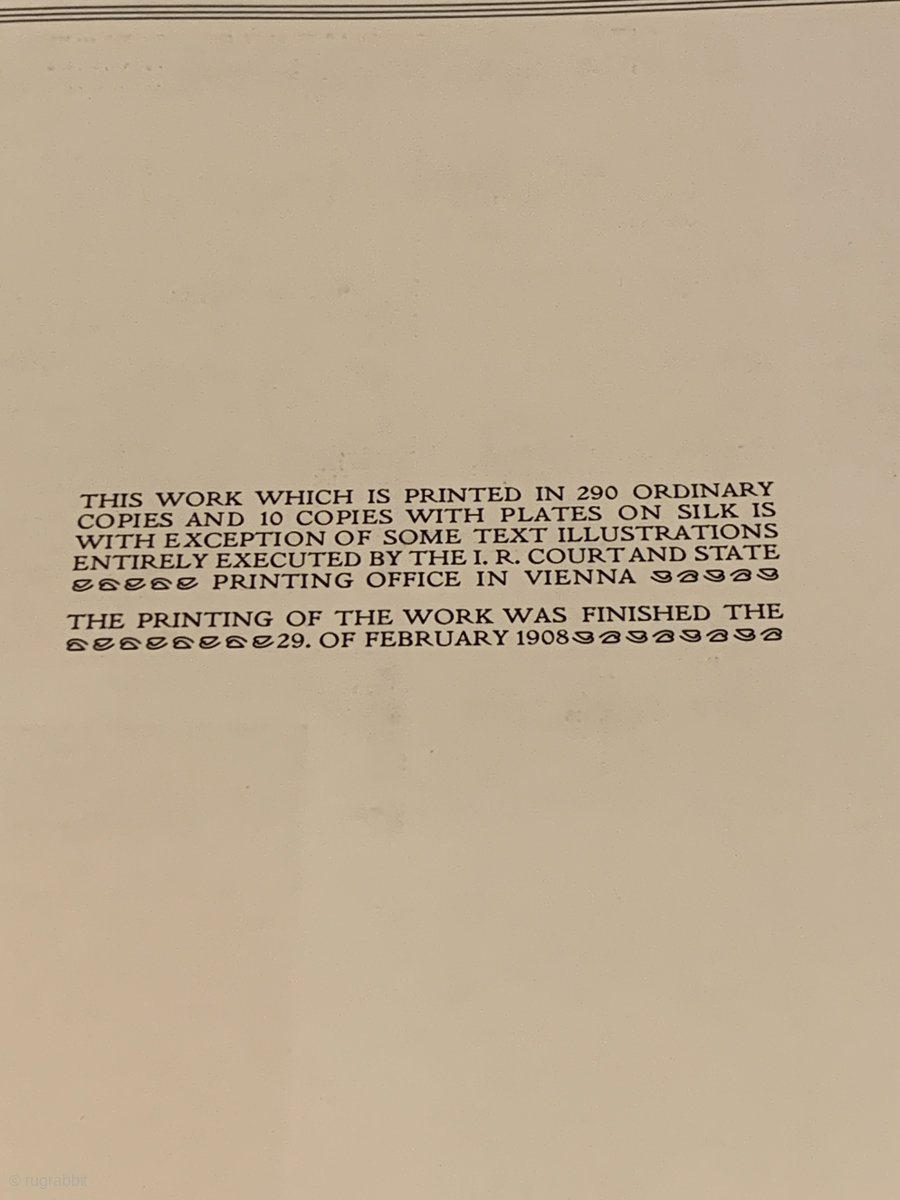 THIS WORK WHICH IS PRINTED IN 290 ORDINARY
COPIES AND 10 COPIES WITH PLATES ON SILK IS
WITH EXCEPTION OF SOME TEXT ILLUSTRATIONS
ENTIRELY EXECUTED BY THE I. R. COURT AND STATE
PRINTING OFFICE IN VIENNA
THE PRINTING OF THE WORK WAS FINISHED THE
29. OF FEBRUARY 1908
© rugrabbit